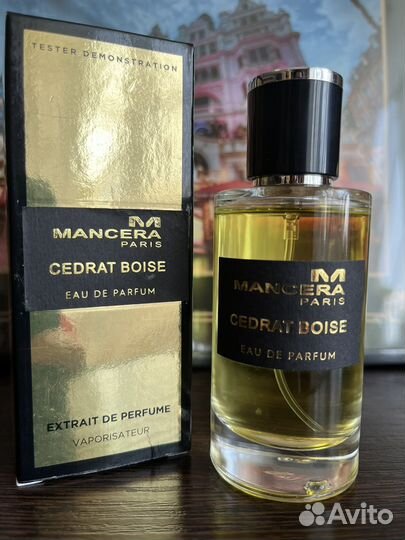 TESTER DEMONSTRATION
MANCERA
PARIS
CEDRAT BOISE
EAU DE PARFUM
EXTRAIT DE PERFUME
VAPORISATEUR
MANCERA
PARIS
CEDRAT BOISE
EAU DE PARFUM
Avito